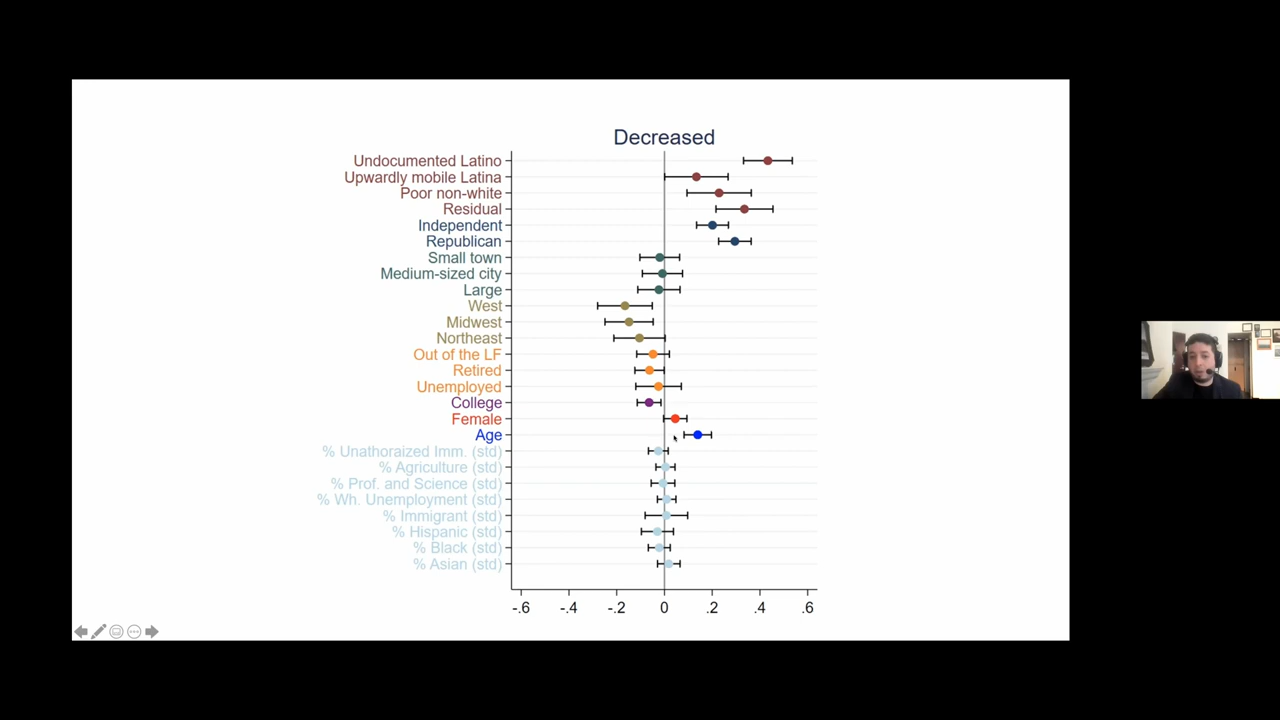 Decreased
Undocumented Latino
Upwardly mobile Latina
Poor non-white
Residual
Independent
Republican
Small town
Medium-sized city
Large
West
Midwest
Northeast
Out of the LF
Retired
Unemployed
College
Female
Age
% Unathoraized Imm. (std)
% Agriculture (std)
% Prof. and Science (std)
% Wh. Unemployment (std)
% Immigrant (std)
% Hispanic (std)
% Black (std)
% Asian (std)
-.6 -.4 -.2 0 .2 .4 .6